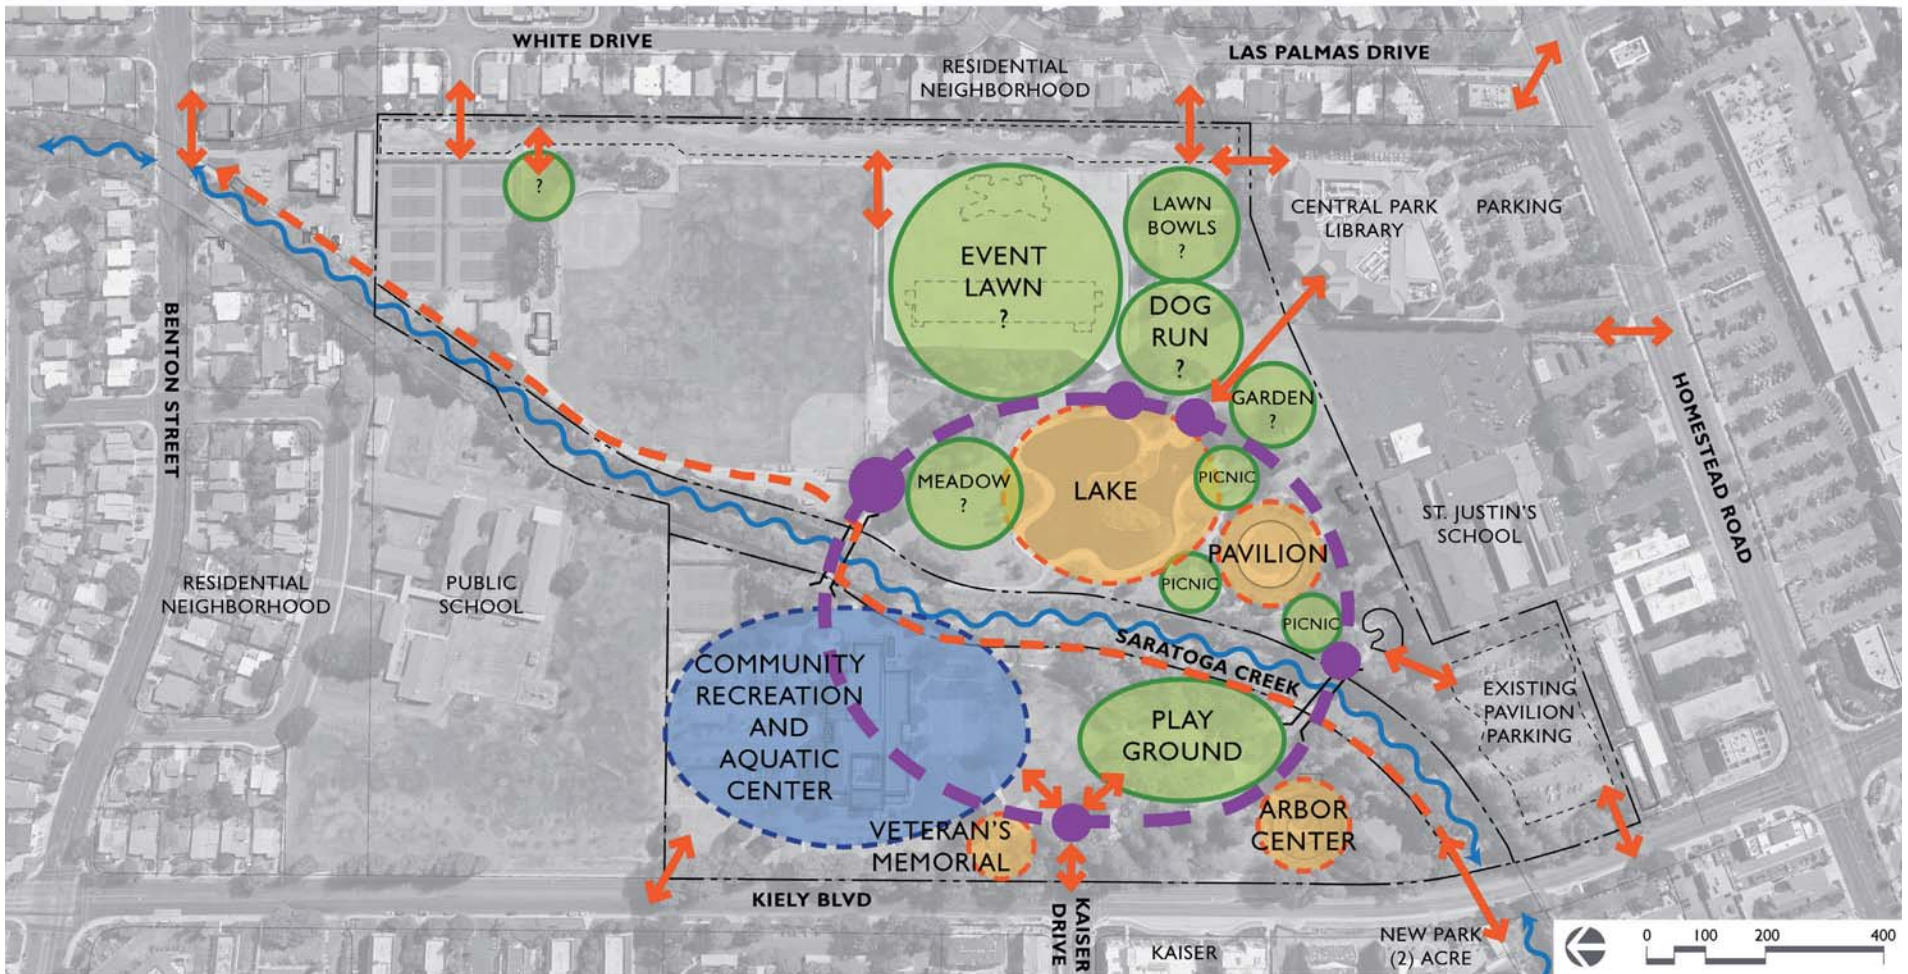 WHITE DRIVE
LAS PALMAS DRIVE
RESIDENTIAL
NEIGHBORHOOD
?
LAWN
BOWLS
?
CENTRAL PARK
LIBRARY
PARKING
EVENT
LAWN
?
DOG
RUN
?
BENTON STREET
GARDEN
?
HOMESTEAD ROAD
MEADOW
?
LAKE
PICNIC
PAVILION
ST. JUSTIN'S
SCHOOL
RESIDENTIAL
NEIGHBORHOOD
PUBLIC
SCHOOL
PICNIC
PICNIC
SARATOGA CREEK
COMMUNITY
RECREATION
AND
AQUATIC
CENTER
PLAY
GROUND
EXISTING
PAVILION
PARKING
VETERAN'S
MEMORIAL
ARBOR
CENTER
KIELY BLVD
KAISER
DRIVE
KAISER
NEW PARK
(2) ACRE
0 100 200 400